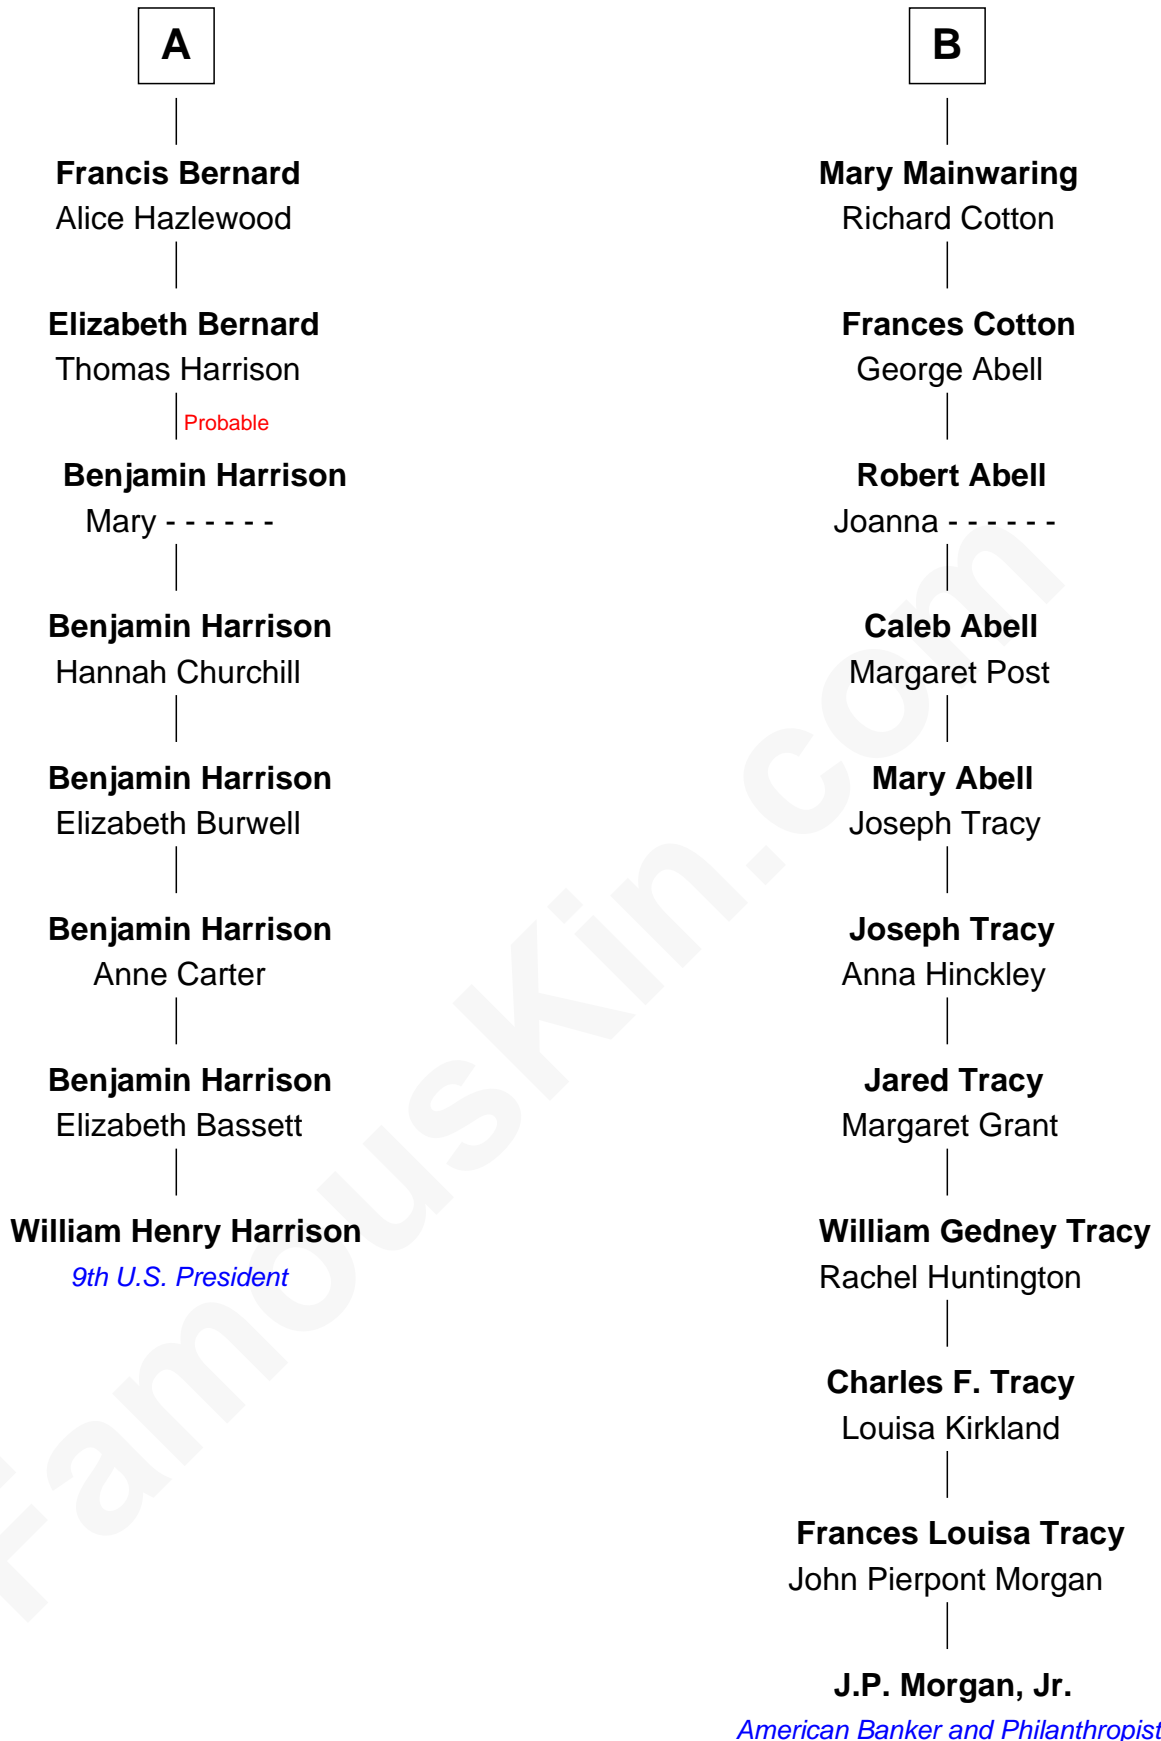 A
Francis Bernard
Alice Hazlewood
Elizabeth Bernard
Thomas Harrison
Probable
Benjamin Harrison
Mary - - - - - -
Benjamin Harrison
Hannah Churchill
Benjamin Harrison
Elizabeth Burwell
Benjamin Harrison
Anne Carter
Benjamin Harrison
Elizabeth Bassett
William Henry Harrison
9th U.S. President
B
Mary Mainwaring
Richard Cotton
Frances Cotton
George Abell
Robert Abell
Joanna - - - - - -
Caleb Abell
Margaret Post
Mary Abell
Joseph Tracy
Joseph Tracy
Anna Hinckley
Jared Tracy
Margaret Grant
William Gedney Tracy
Rachel Huntington
Charles F. Tracy
Louisa Kirkland
Frances Louisa Tracy
John Pierpont Morgan
J.P. Morgan, Jr.
American Banker and Philanthropist
FamousKin.com